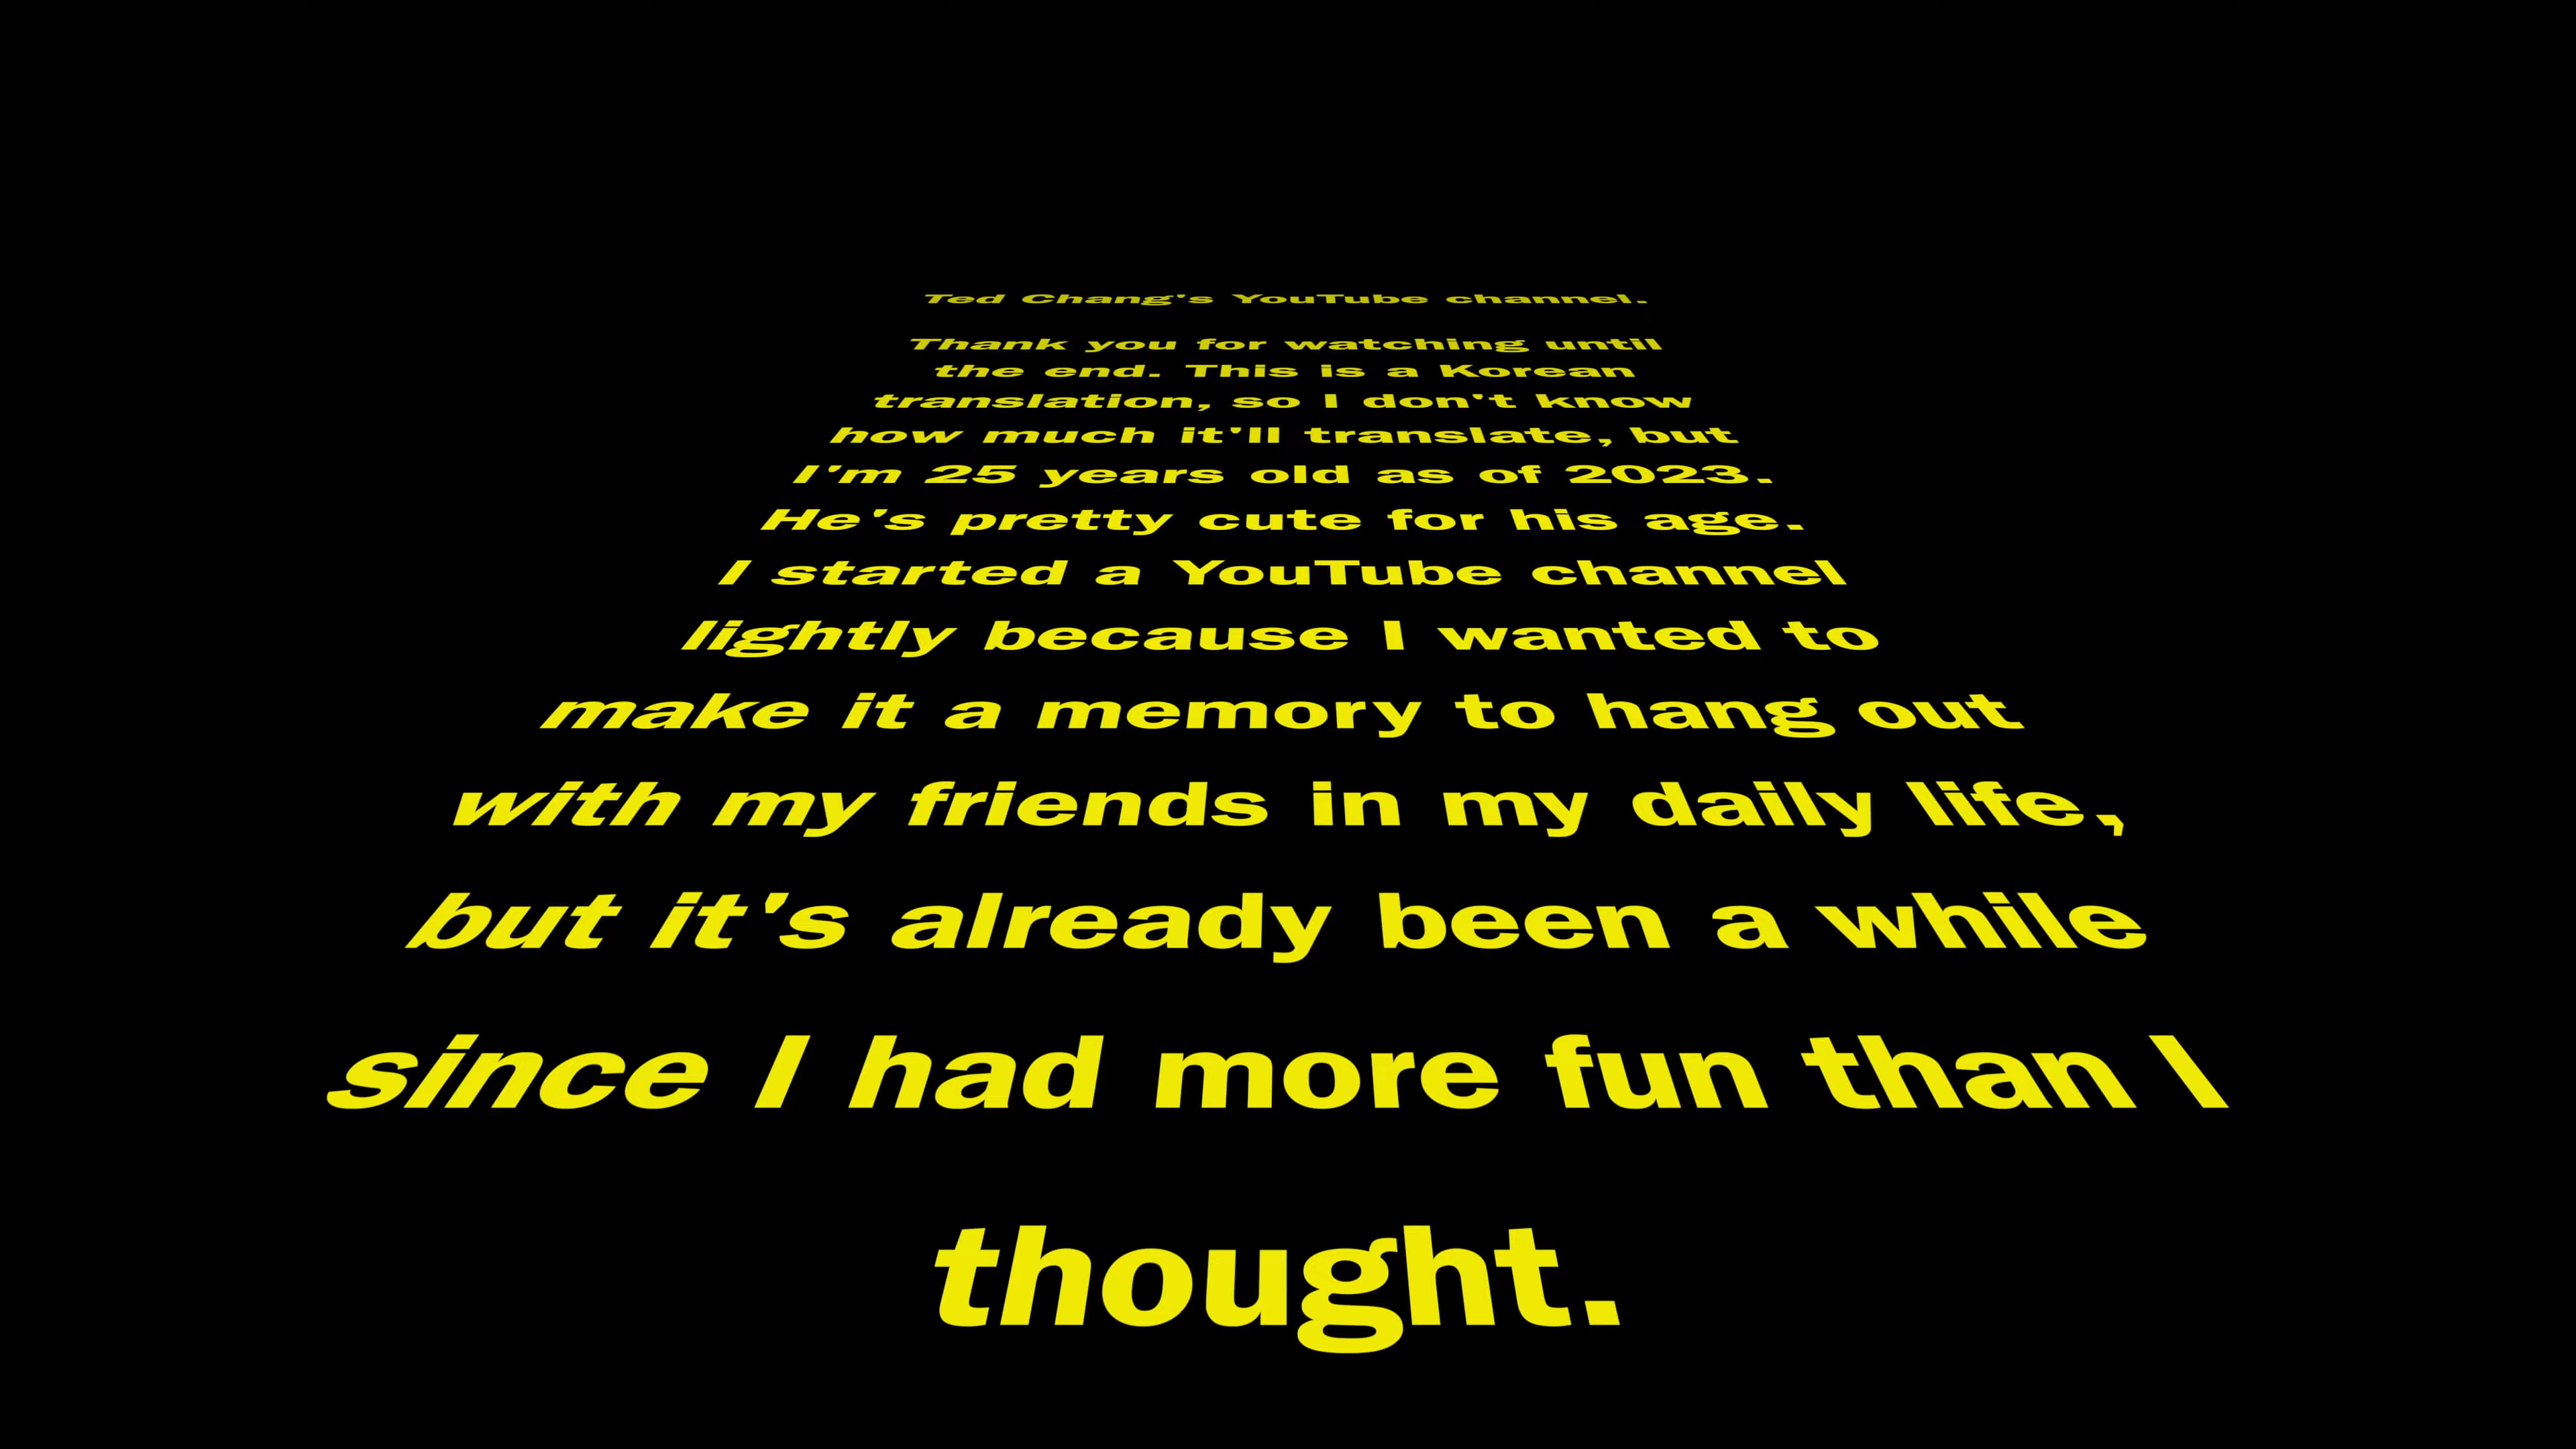 Ted Chang's YouTube channel.
Thank you for watching until
the end. This is a Korean
translation, so I don't know
how much it'll translate, but
I'm 25 years old as of 2023.
He's pretty cute for his age.
I started a YouTube channel
lightly because I wanted to
make it a memory to hang out
with my friends in my daily life,
but it's already been a while
since I had more fun than I
thought.